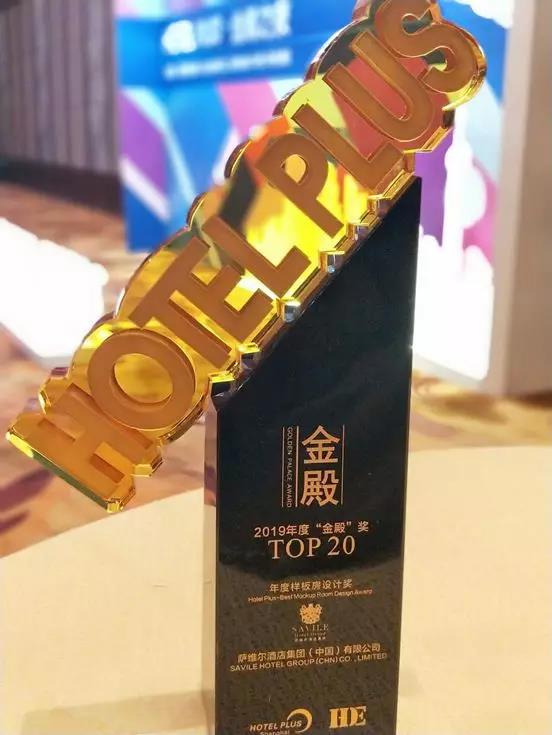 HOTEL PLUS
金殿
GOLDEN PALACE AWARD
2019年度“金殿”奖
TOP 20
年度样板房设计奖
Hotel Plus-Best Mockup Room Design Award
SAVILE
萨维尔酒店集团（中国）有限公司
SAVILE HOTEL GROUP (CHN) CO., LIMITED
HOTEL PLUS
Shanghai
HDE